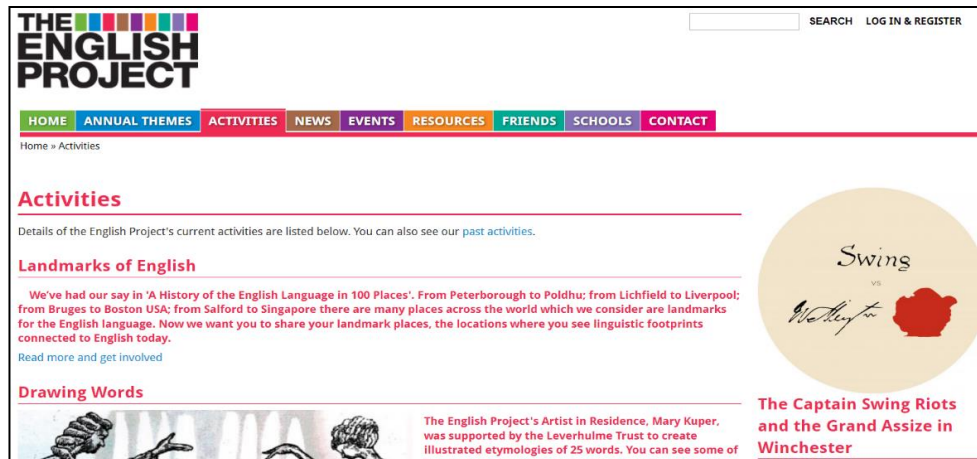 THE
ENGLISH
PROJECT
SEARCH LOG IN & REGISTER
HOME ANNUAL THEMES ACTIVITIES NEWS EVENTS RESOURCES FRIENDS SCHOOLS CONTACT
Home » Activities
Activities
Details of the English Project's current activities are listed below. You can also see our past activities.
Landmarks of English
We've had our say in 'A History of the English Language in 100 Places'. From Peterborough to Poldhu; from Lichfield to Liverpool;
from Bruges to Boston USA; from Salford to Singapore there are many places across the world which we consider are landmarks
for the English language. Now we want you to share your landmark places, the locations where you see linguistic footprints
connected to English today.
Read more and get involved
Drawing Words
The English Project's Artist in Residence, Mary Kuper,
was supported by the Leverhulme Trust to create
illustrated etymologies of 25 words. You can see some of
Swing
vs
The Captain Swing Riots
and the Grand Assize in
Winchester